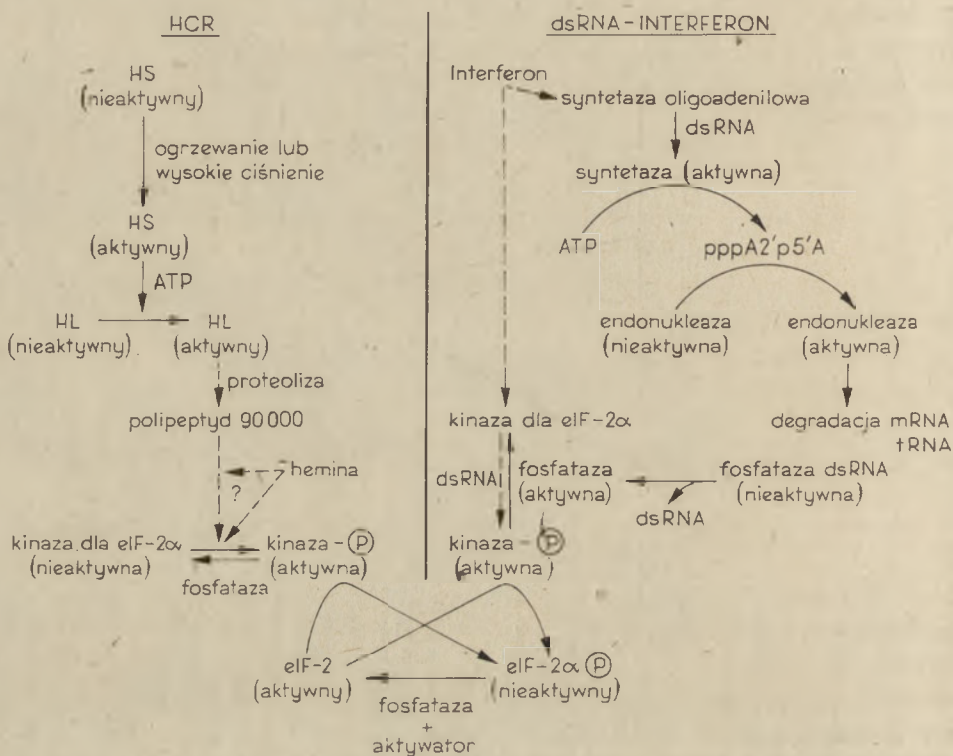 HCR
HS
(nieaktywny)
ogrzewanie lub
wysokie ciśnienie
HS
(aktywny)
ATP
HL
(nieaktywny)
HL
(aktywny)
proteoliza
polipeptyd 90 000
hemina
?
kinaza dla eIF-2α
(nieaktywna)
kinaza - P
(aktywna)
fosfataza
dsRNA - INTERFERON
Interferon
syntetaza oligoadenilowa
dsRNA
syntetaza (aktywna)
ATP
pppA2'p5'A
endonukleaza
(nieaktywna)
endonukleaza
(aktywna)
degradacja mRNA
tRNA
kinaza dla eIF-2α
dsRNA
fosfataza
(aktywna)
fosfataza dsRNA
(nieaktywna)
dsRNA
kinaza - P
(aktywna)
eIF-2
(aktywny)
eIF-2α P
(nieaktywny)
fosfataza
+
aktywator